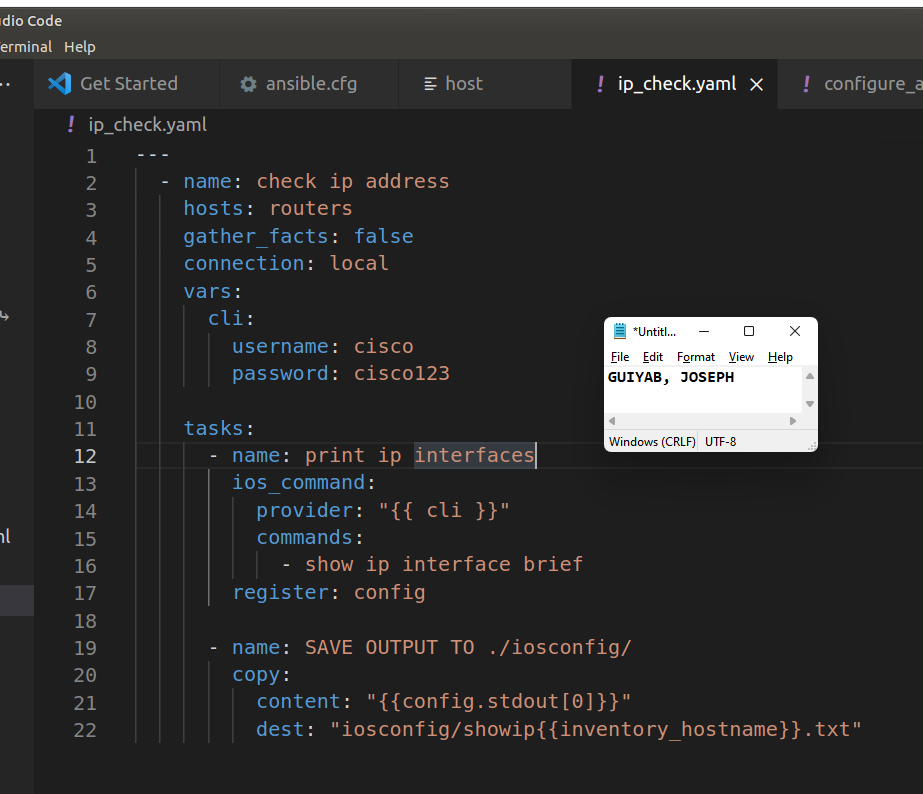 dio Code
erminal Help
Get Started ansible.cfg host ! ip_check.yaml ! configure_a
! ip_check.yaml
1 ---
2 - name: check ip address
3 hosts: routers
4 gather_facts: false
5 connection: local
6 vars:
7 cli:
8 username: cisco
9 password: cisco123
10
11 tasks:
12 - name: print ip interfaces
13 ios_command:
14 provider: "{{ cli }}"
15 commands:
16 - show ip interface brief
17 register: config
18
19 - name: SAVE OUTPUT TO ./iosconfig/
20 copy:
21 content: "{{config.stdout[0]}}"
22 dest: "iosconfig/showip{{inventory_hostname}}.txt"
ml
*Untitl...
File Edit Format View Help
GUIYAB, JOSEPH
Windows (CRLF) UTF-8